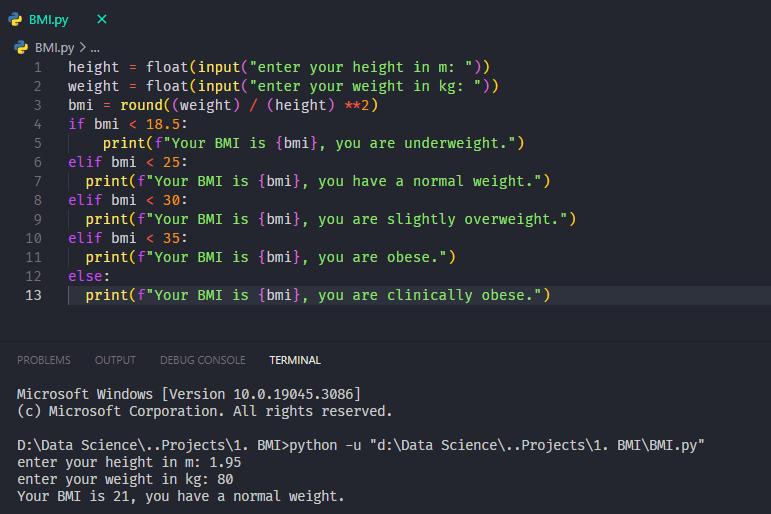 BMI.py ×
BMI.py > ...
1 height = float(input("enter your height in m: "))
2 weight = float(input("enter your weight in kg: "))
3 bmi = round((weight) / (height) **2)
4 if bmi < 18.5:
5     print(f"Your BMI is {bmi}, you are underweight.")
6 elif bmi < 25:
7   print(f"Your BMI is {bmi}, you have a normal weight.")
8 elif bmi < 30:
9   print(f"Your BMI is {bmi}, you are slightly overweight.")
10 elif bmi < 35:
11   print(f"Your BMI is {bmi}, you are obese.")
12 else:
13   print(f"Your BMI is {bmi}, you are clinically obese.")
PROBLEMS OUTPUT DEBUG CONSOLE TERMINAL
Microsoft Windows [Version 10.0.19045.3086]
(c) Microsoft Corporation. All rights reserved.
D:\Data Science\..Projects\1. BMI>python -u "d:\Data Science\..Projects\1. BMI\BMI.py"
enter your height in m: 1.95
enter your weight in kg: 80
Your BMI is 21, you have a normal weight.